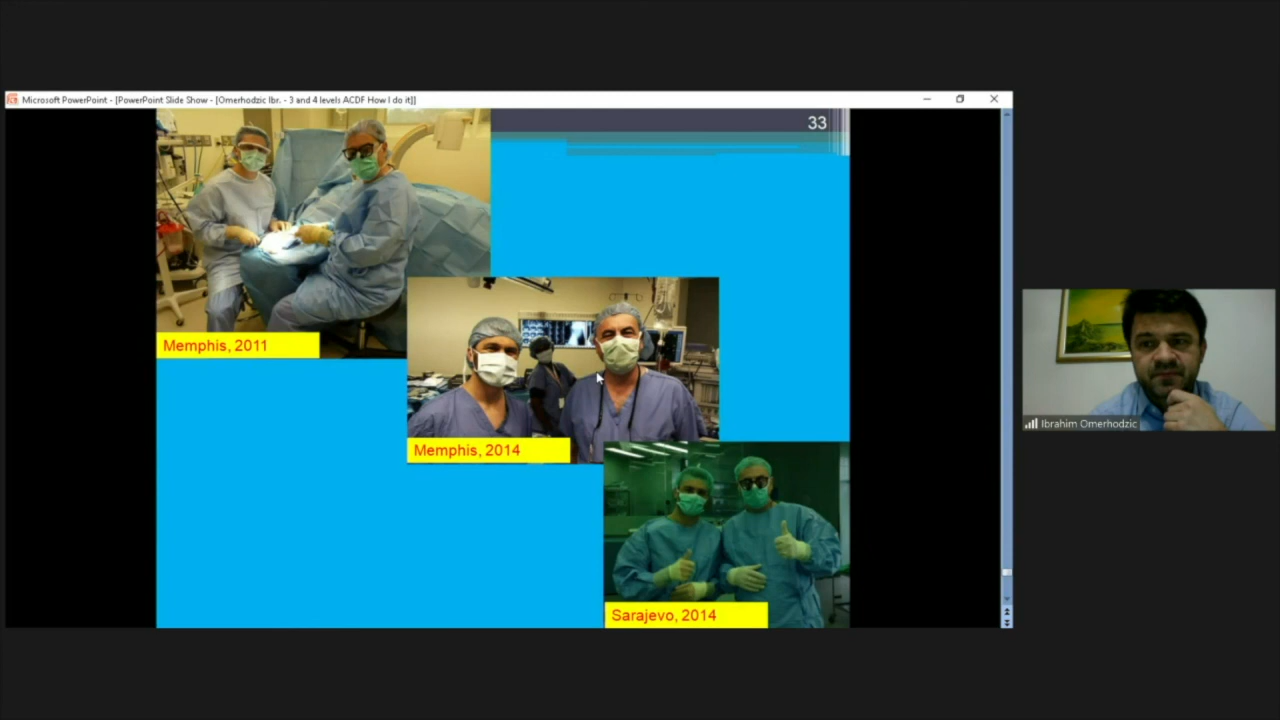 Microsoft PowerPoint - [PowerPoint Slide Show - [Omerhodzic Ibr. - 3 and 4 levels ACDF How I do it]]
33
Memphis, 2011
Memphis, 2014
Ibrahim Omerhodzic
Sarajevo, 2014